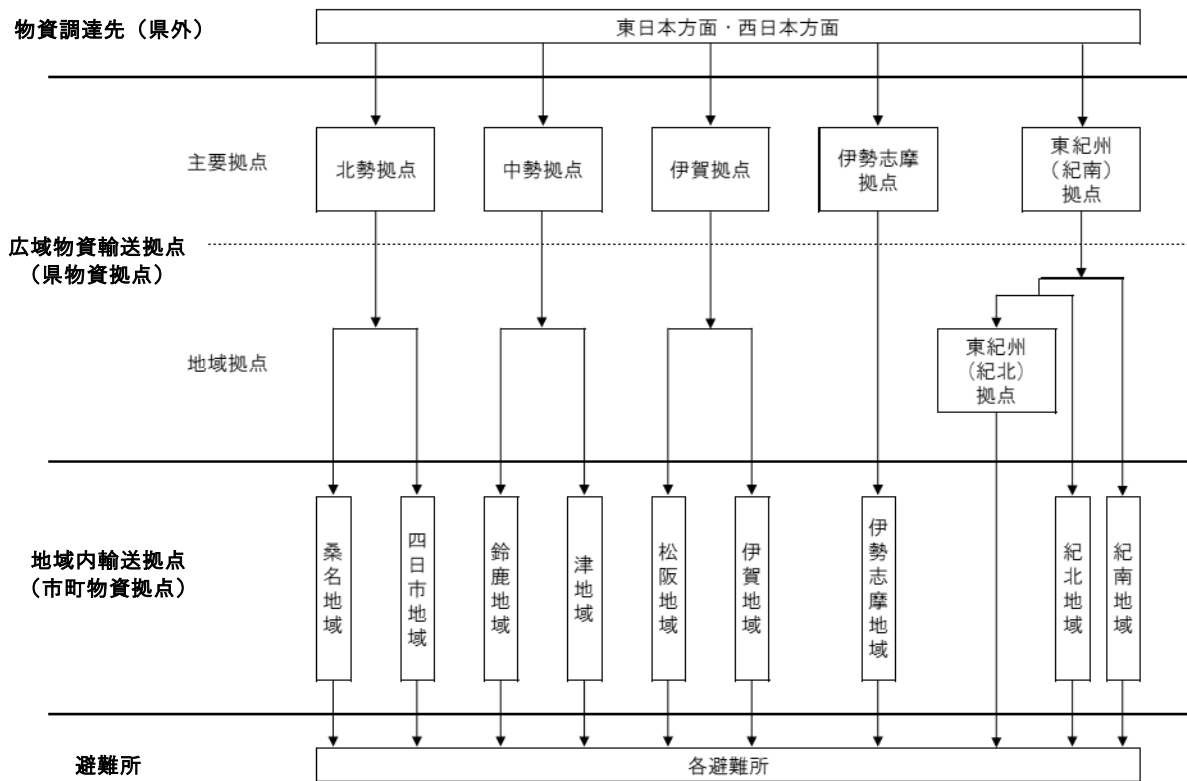 物資調達先（県外）
東日本方面・西日本方面
主要拠点
北勢拠点
中勢拠点
伊賀拠点
伊勢志摩
拠点
東紀州
（紀南）
拠点
広域物資輸送拠点
（県物資拠点）
地域拠点
東紀州
（紀北）
拠点
地域内輸送拠点
（市町物資拠点）
桑名地域
四日市地域
鈴鹿地域
津地域
松阪地域
伊賀地域
伊勢志摩地域
紀北地域
紀南地域
避難所
各避難所